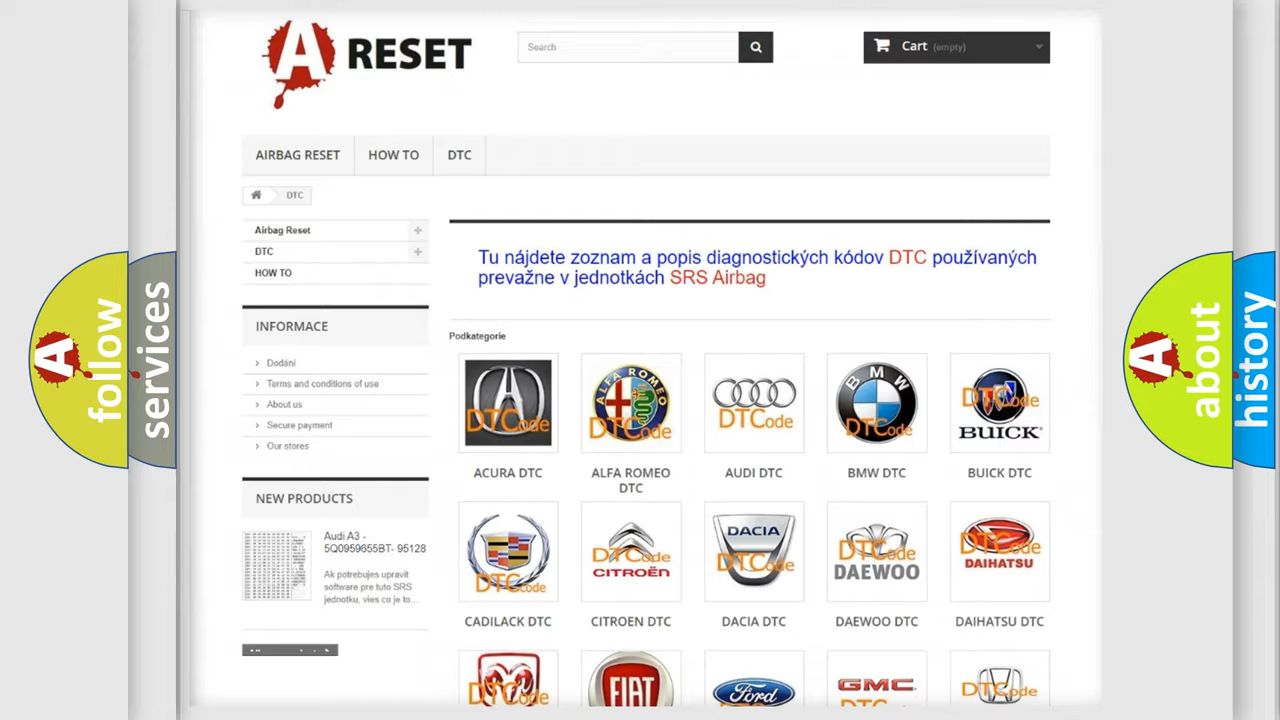 A RESET
Search
Cart (empty)
AIRBAG RESET
HOW TO
DTC
DTC
Airbag Reset
DTC
HOW TO
INFORMACE
Dodání
Terms and conditions of use
About us
Secure payment
Our stores
NEW PRODUCTS
Audi A3 -
5Q0959655BT- 95128
Ak potrebujes upravit
software pre tuto SRS
jednotku, vies co je to...
Tu nájdete zoznam a popis diagnostických kódov DTC používaných
prevažne v jednotkách SRS Airbag
Podkategorie
DTCode
ALFA ROMEO
DTCode
DTCode
BMW
DTCode
DTCode
BUICK
ACURA DTC
ALFA ROMEO
DTC
AUDI DTC
BMW DTC
BUICK DTC
DTCode
DTCode
CITROËN
DACIA
DTCode
DTCode
DAEWOO
DTCode
DAIHATSU
CADILACK DTC
CITROEN DTC
DACIA DTC
DAEWOO DTC
DAIHATSU DTC
DTCode
FIAT
Ford
GMC
DTCode
A follow
services
A about
history